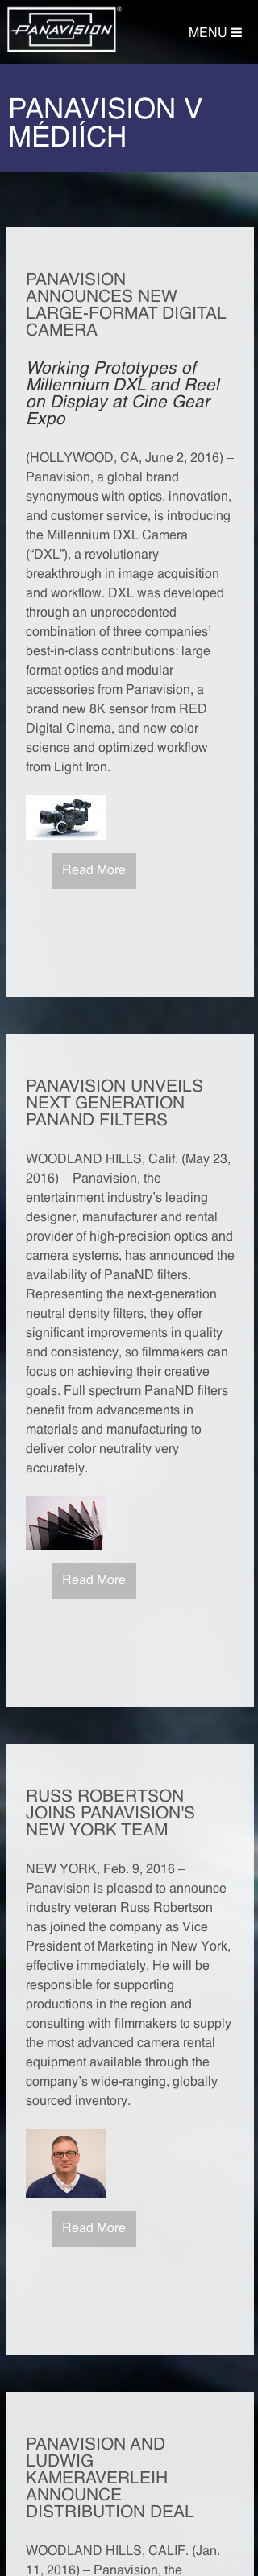 PANAVISION®
MENU
PANAVISION V
MÉDIÍCH
PANAVISION
ANNOUNCES NEW
LARGE-FORMAT DIGITAL
CAMERA
Working Prototypes of
Millennium DXL and Reel
on Display at Cine Gear
Expo
(HOLLYWOOD, CA, June 2, 2016) –
Panavision, a global brand
synonymous with optics, innovation,
and customer service, is introducing
the Millennium DXL Camera
(“DXL”), a revolutionary
breakthrough in image acquisition
and workflow. DXL was developed
through an unprecedented
combination of three companies’
best-in-class contributions: large
format optics and modular
accessories from Panavision, a
brand new 8K sensor from RED
Digital Cinema, and new color
science and optimized workflow
from Light Iron.
Read More
PANAVISION UNVEILS
NEXT GENERATION
PANAND FILTERS
WOODLAND HILLS, Calif. (May 23,
2016) – Panavision, the
entertainment industry’s leading
designer, manufacturer and rental
provider of high-precision optics and
camera systems, has announced the
availability of PanaND filters.
Representing the next-generation
neutral density filters, they offer
significant improvements in quality
and consistency, so filmmakers can
focus on achieving their creative
goals. Full spectrum PanaND filters
benefit from advancements in
materials and manufacturing to
deliver color neutrality very
accurately.
Read More
RUSS ROBERTSON
JOINS PANAVISION'S
NEW YORK TEAM
NEW YORK, Feb. 9, 2016 –
Panavision is pleased to announce
industry veteran Russ Robertson
has joined the company as Vice
President of Marketing in New York,
effective immediately. He will be
responsible for supporting
productions in the region and
consulting with filmmakers to supply
the most advanced camera rental
equipment available through the
company’s wide-ranging, globally
sourced inventory.
Read More
PANAVISION AND
LUDWIG
KAMERAVERLEIH
ANNOUNCE
DISTRIBUTION DEAL
WOODLAND HILLS, CALIF. (Jan.
11, 2016) – Panavision, the